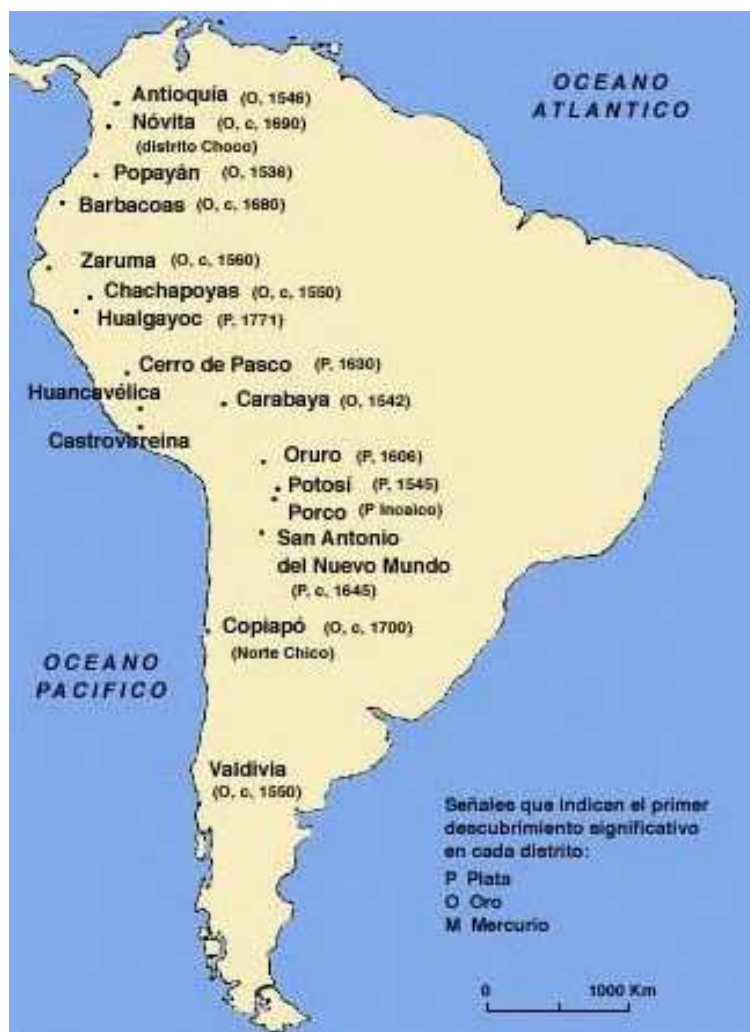 OCEANO
ATLANTICO
Antioquía (O, 1546)
Nóvita (O, c, 1690)
(distrito Choco)
Popayán (O, 1536)
Barbacoas (O, c, 1680)
Zaruma (O, c, 1560)
Chachapoyas (O, c, 1550)
Hualgayoc (P, 1771)
Cerro de Pasco (P, 1630)
Huancavélica
Carabaya (O, 1542)
Castrovirreina
Oruro (P, 1606)
Potosí (P, 1545)
Porco (P Incaico)
San Antonio
del Nuevo Mundo
(P, c, 1645)
Copiapó (O, c, 1700)
(Norte Chico)
OCEANO
PACIFICO
Valdivia
(O, c, 1550)
Señales que indican el primer
descubrimiento significativo
en cada distrito:
P Plata
O Oro
M Mercurio
0 1000 Km